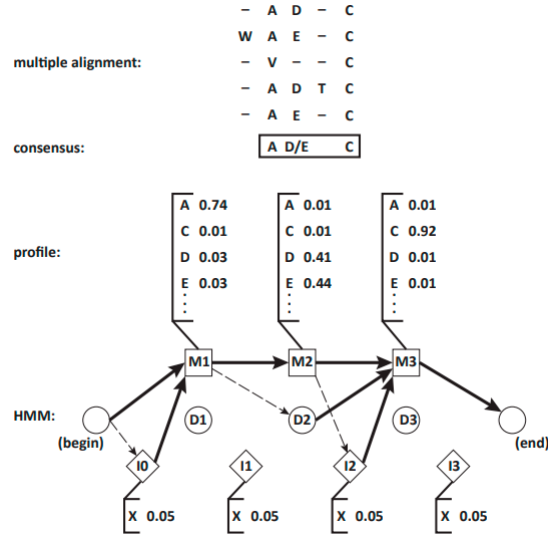 – A D – C
W A E – C
multiple alignment: – V – – C
– A D T C
– A E – C
consensus: A D/E C
A 0.74 A 0.01 A 0.01
C 0.01 C 0.01 C 0.92
profile: D 0.03 D 0.41 D 0.01
E 0.03 E 0.44 E 0.01
M1 M2 M3
HMM: D1 D2 D3
(begin) (end)
I0 I1 I2 I3
X 0.05 X 0.05 X 0.05 X 0.05